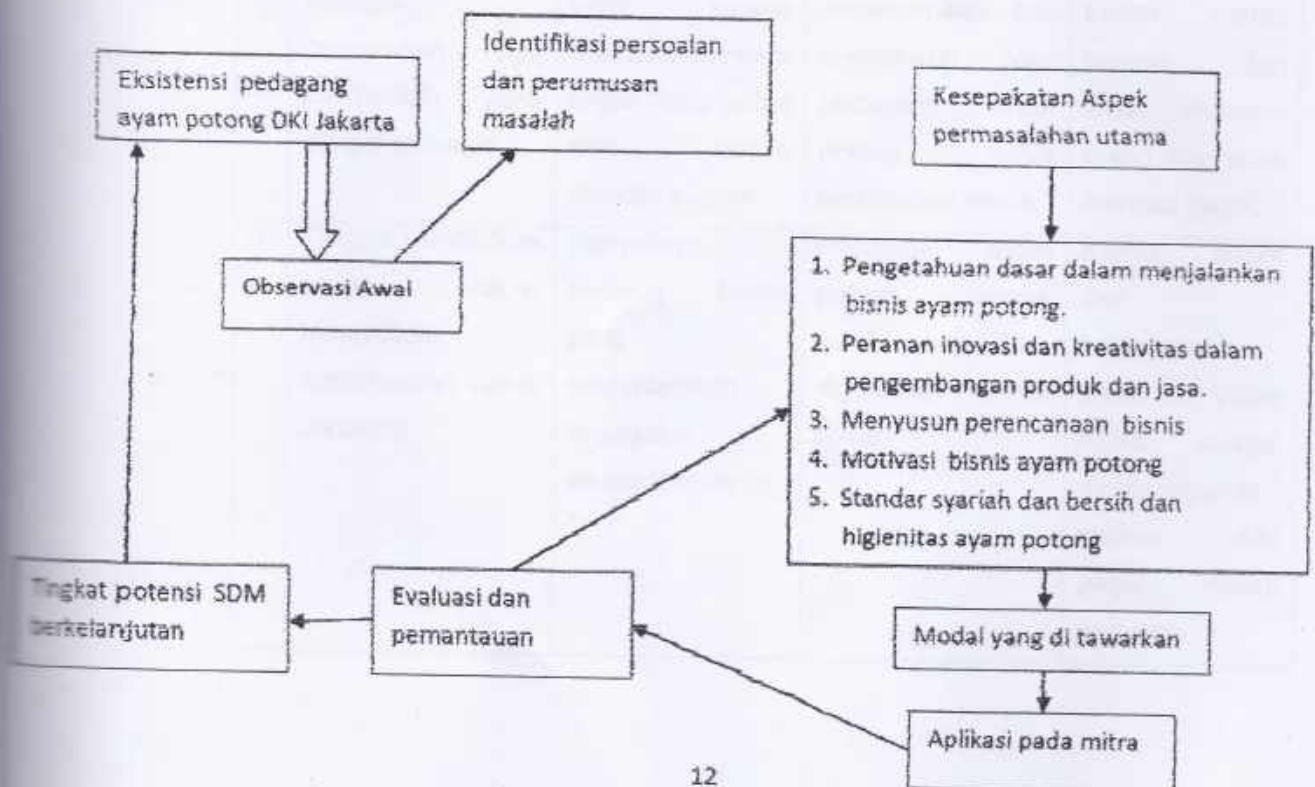 Eksistensi pedagang
ayam potong DKI Jakarta
Identifikasi persoalan
dan perumusan
masalah
Kesepakatan Aspek
permasalahan utama
Observasi Awal
1. Pengetahuan dasar dalam menjalankan
bisnis ayam potong.
2. Peranan inovasi dan kreativitas dalam
pengembangan produk dan jasa.
3. Menyusun perencanaan bisnis
4. Motivasi bisnis ayam potong
5. Standar syariah dan bersih dan
higienitas ayam potong
Tingkat potensi SDM
berkelanjutan
Evaluasi dan
pemantauan
Modal yang di tawarkan
Aplikasi pada mitra
12